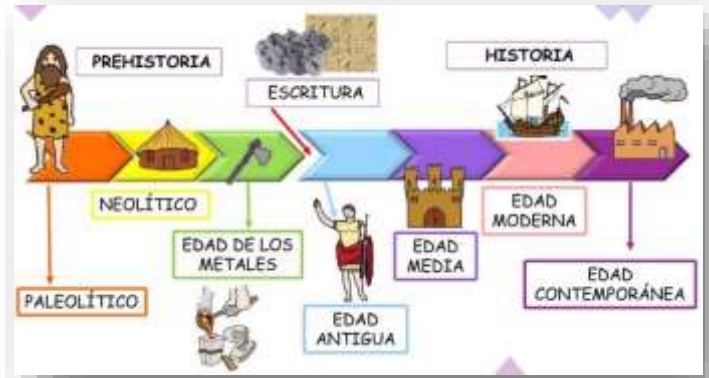 PREHISTORIA
HISTORIA
ESCRITURA
NEOLÍTICO
EDAD DE LOS
METALES
PALEOLÍTICO
EDAD
ANTIGUA
EDAD
MEDIA
EDAD
MODERNA
EDAD
CONTEMPORÁNEA